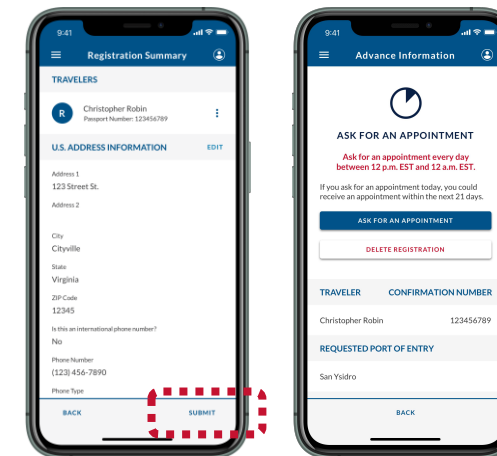 9:41
Registration Summary
TRAVELERS
R
Christopher Robin
Passport Number: 123456789
U.S. ADDRESS INFORMATION EDIT
Address 1
123 Street St.
Address 2
City
Cityville
State
Virginia
ZIP Code
12345
Is this an international phone number?
No
Phone Number
(123) 456-7890
Phone Type
BACK SUBMIT
9:41
Advance Information
ASK FOR AN APPOINTMENT
Ask for an appointment every day
between 12 p.m. EST and 12 a.m. EST.
If you ask for an appointment today, you could
receive an appointment within the next 21 days.
ASK FOR AN APPOINTMENT
DELETE REGISTRATION
TRAVELER CONFIRMATION NUMBER
Christopher Robin 123456789
REQUESTED PORT OF ENTRY
San Ysidro
BACK